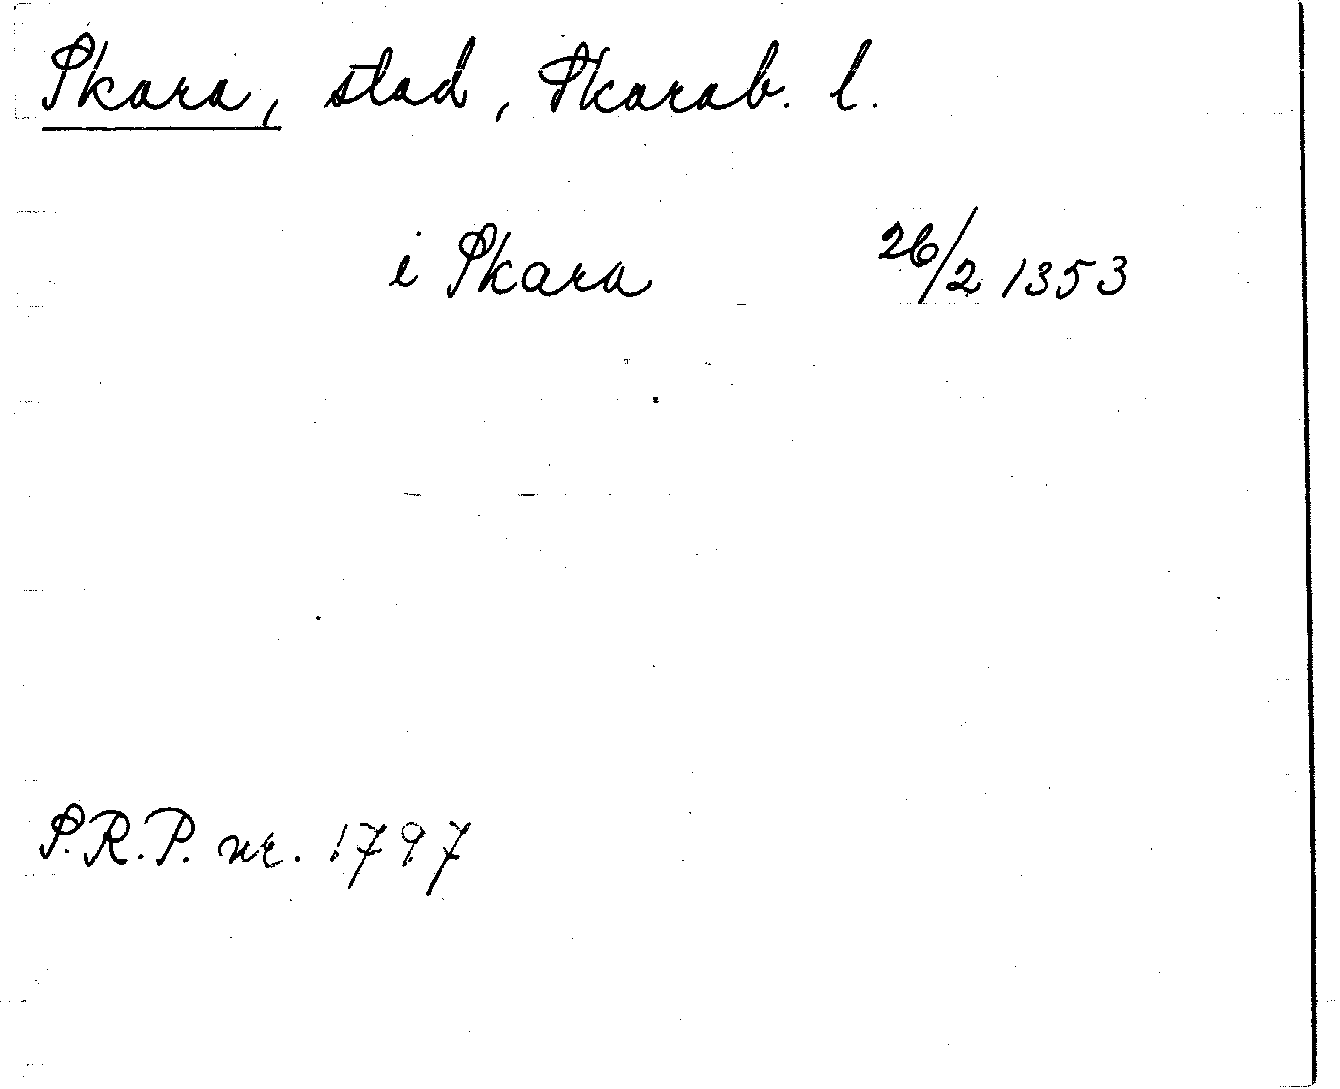 Skara, stad, Skarab. l.
i Skara 26/2 1353
S.R.P. nr. 1797